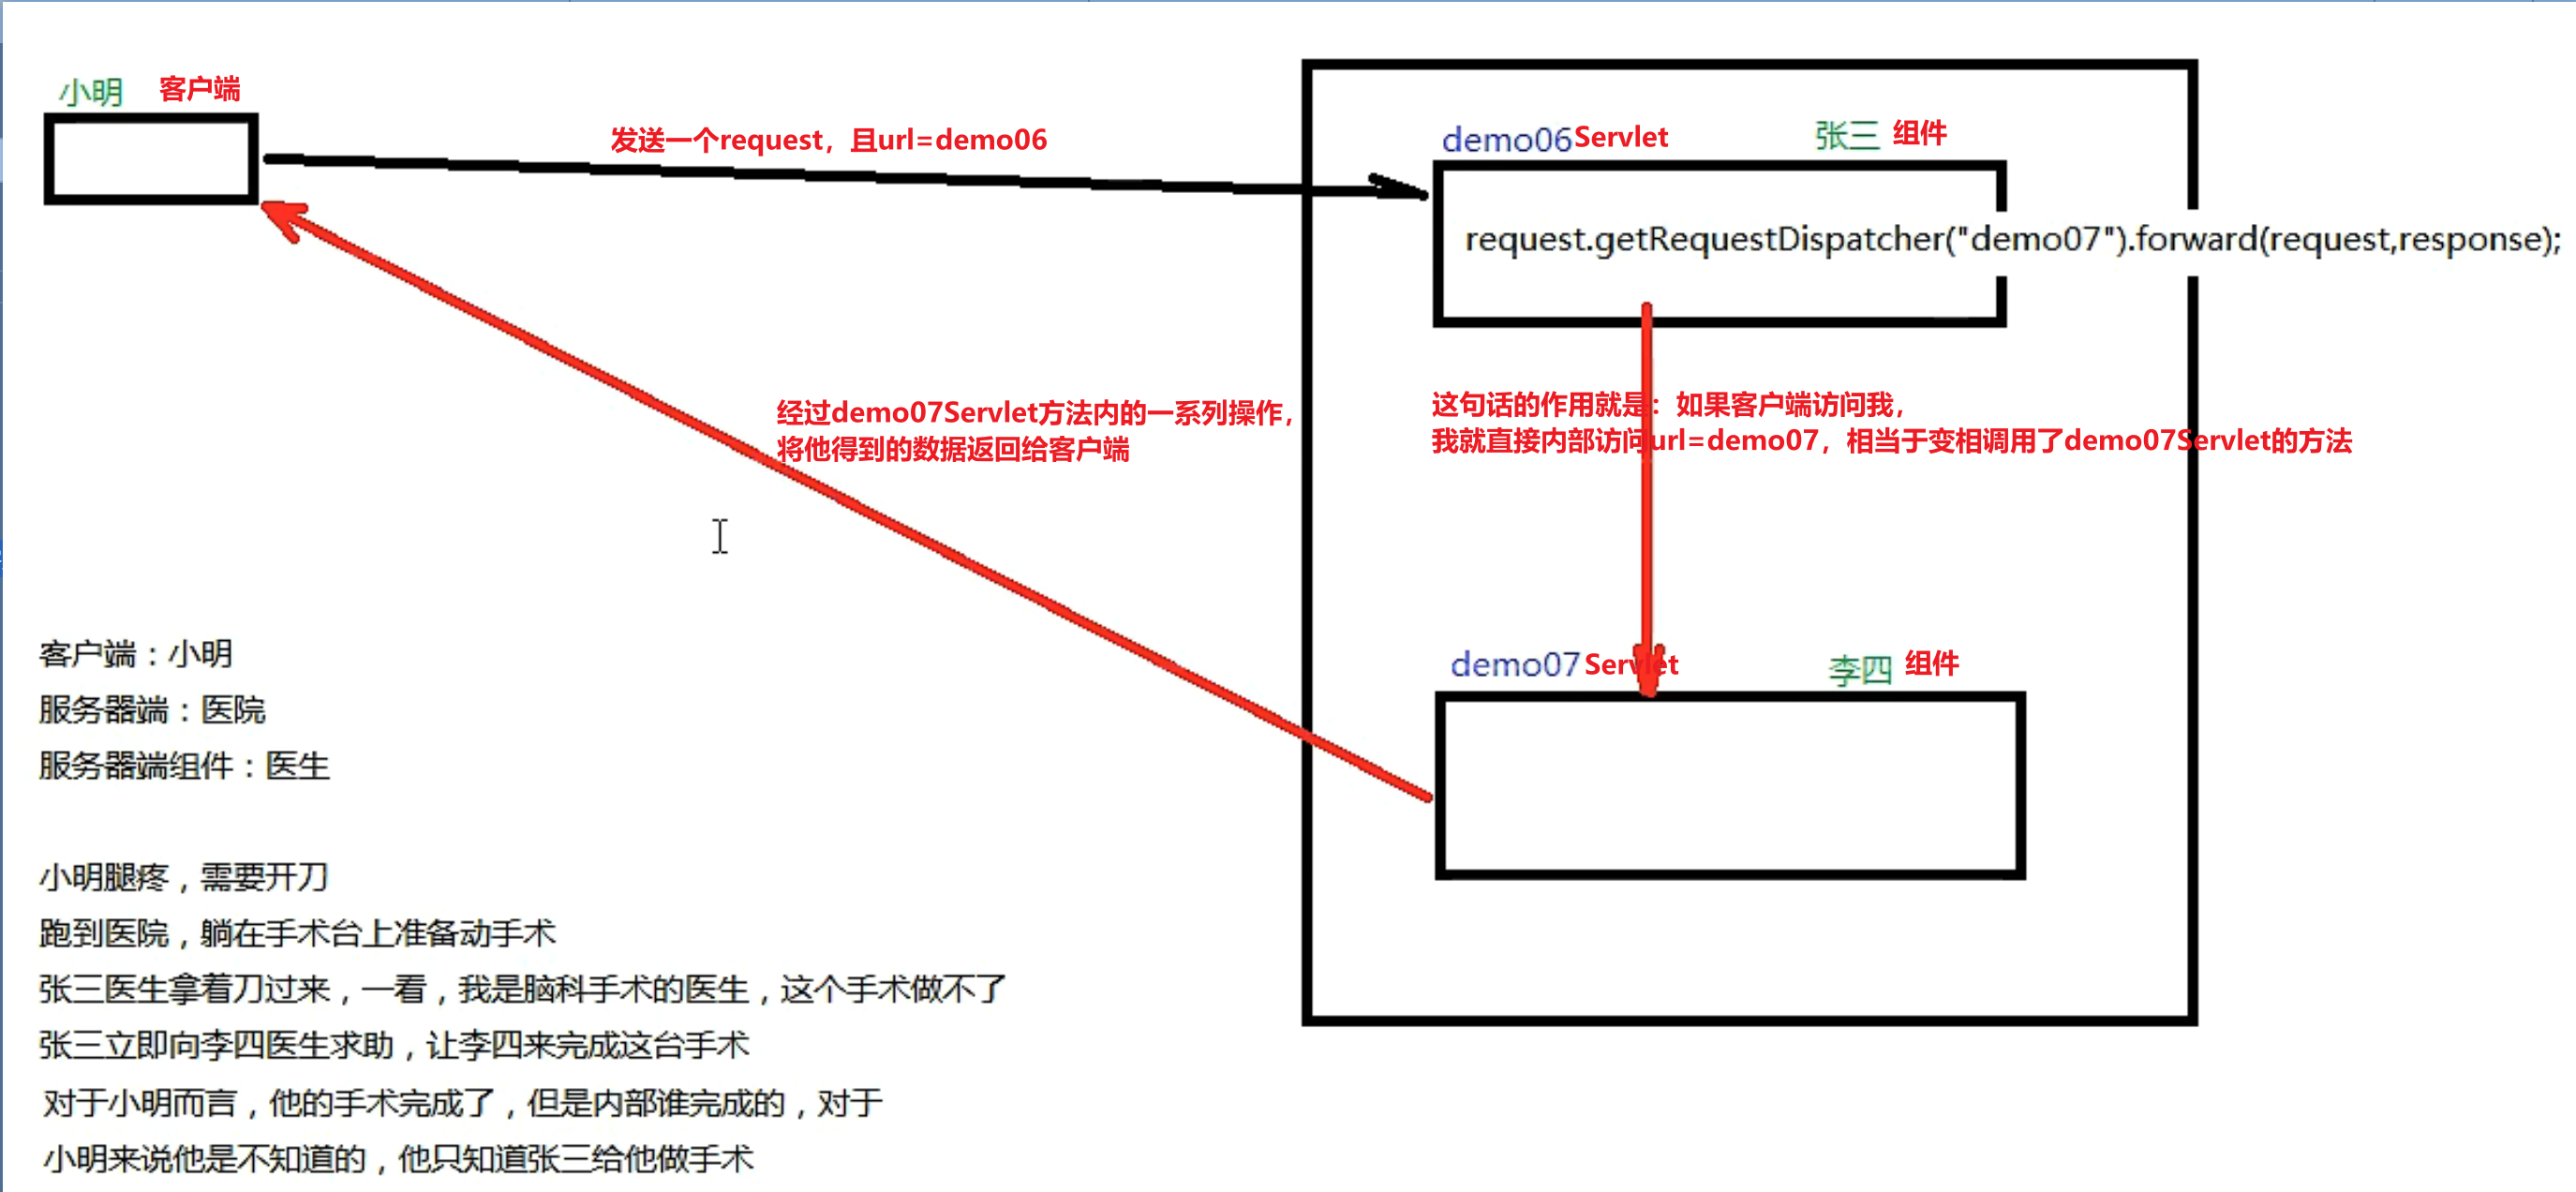 小明 客户端
发送一个request，且url=demo06
demo06Servlet 张三 组件
request.getRequestDispatcher("demo07").forward(request,response);
经过demo07Servlet方法内的一系列操作，
将他得到的数据返回给客户端
这句话的作用就是：如果客户端访问我，
我就直接内部访问url=demo07，相当于变相调用了demo07Servlet的方法
demo07Servlet 李四 组件
客户端：小明
服务器端：医院
服务器端组件：医生
小明腿疼，需要开刀
跑到医院，躺在手术台上准备动手术
张三医生拿着刀过来，一看，我是脑科手术的医生，这个手术做不了
张三立即向李四医生求助，让李四来完成这台手术
对于小明而言，他的手术完成了，但是内部谁完成的，对于
小明来说他是不知道的，他只知道张三给他做手术